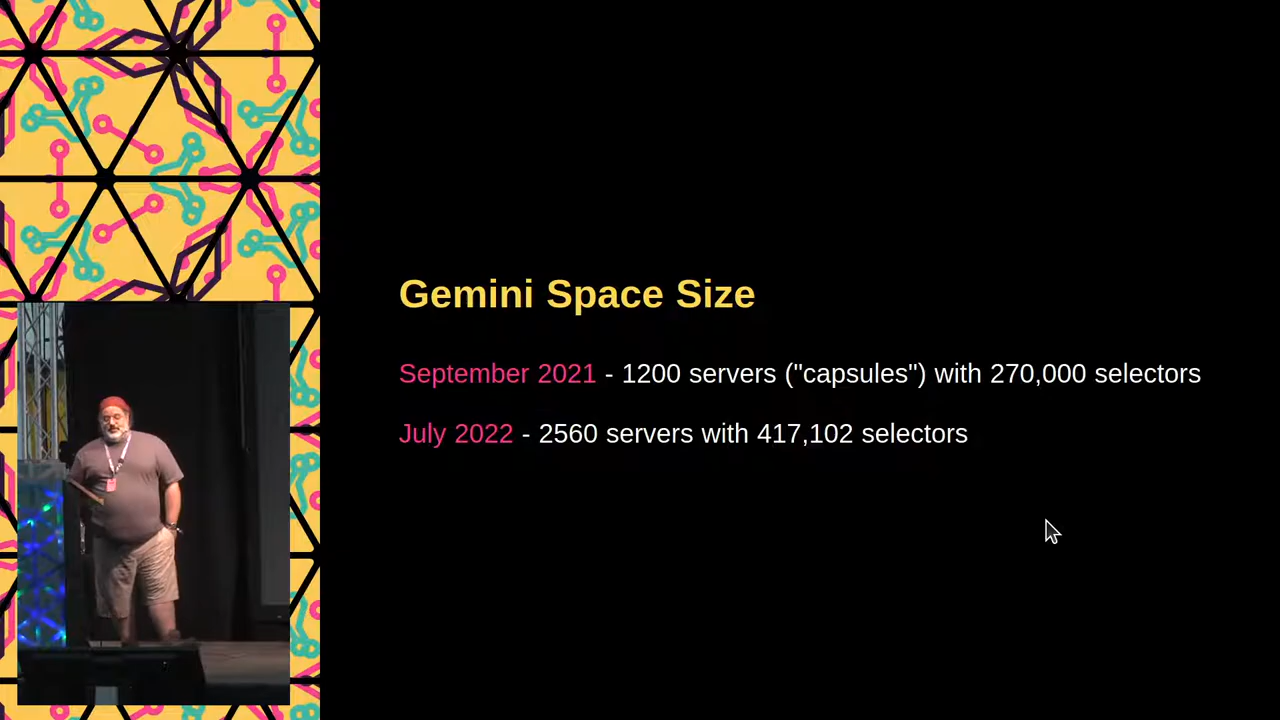 Gemini Space Size
September 2021 - 1200 servers ("capsules") with 270,000 selectors
July 2022 - 2560 servers with 417,102 selectors